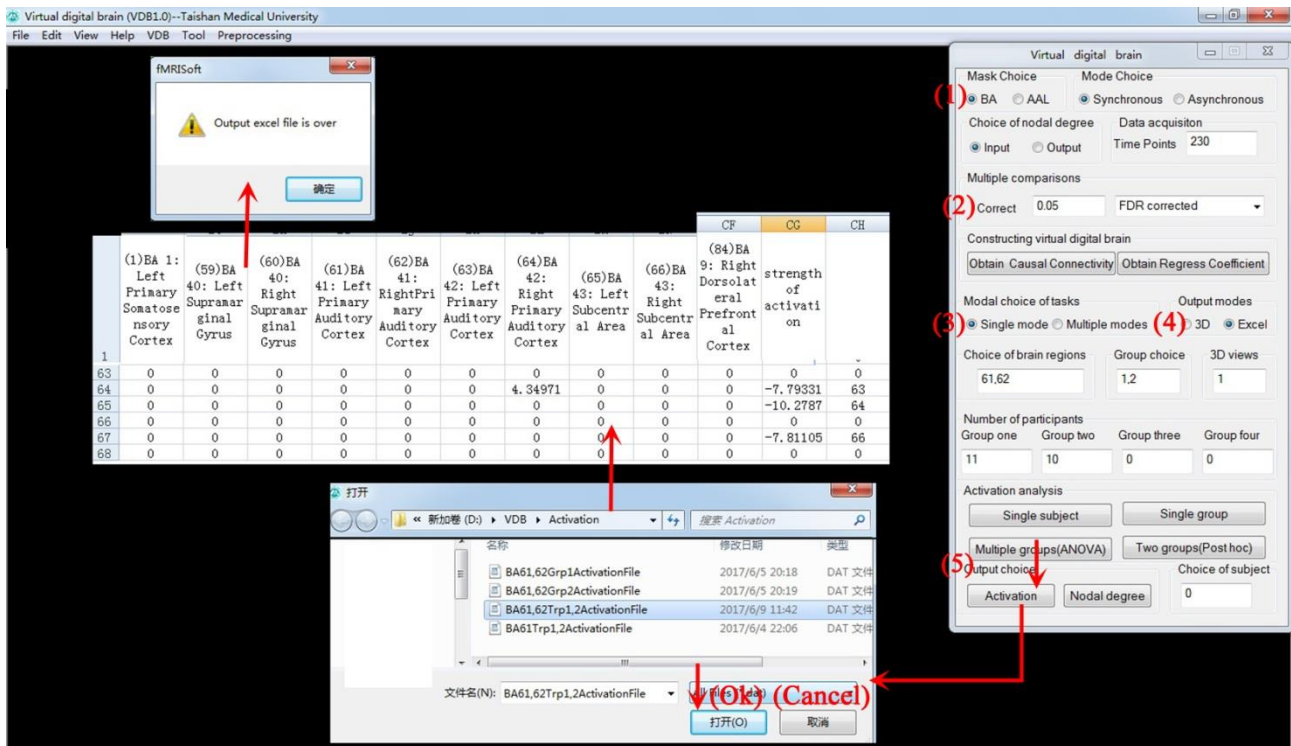 Virtual digital brain (VDB1.0)--Taishan Medical University
File Edit View Help VDB Tool Preprocessing
fMRISoft
Output excel file is over
确定
CF CG CH
(1)BA 1: Left Primary Somatosensory Cortex
(59)BA 40: Left Supramarginal Gyrus
(60)BA 40: Right Supramarginal Gyrus
(61)BA 41: Left Primary Auditory Cortex
(62)BA 41: RightPrimary Auditory Cortex
(63)BA 42: Left Primary Auditory Cortex
(64)BA 42: Right Primary Auditory Cortex
(65)BA 43: Left Subcentral Area
(66)BA 43: Right Subcentral Area
(84)BA 9: Right Dorsolateral Prefrontal Cortex
strength of activation
1
63 0 0 0 0 0 0 0 0 0 0 0 0
64 0 0 0 0 0 0 4.34971 0 0 0 -7.79331 63
65 0 0 0 0 0 0 0 0 0 0 -10.2787 64
66 0 0 0 0 0 0 0 0 0 0 0 0
67 0 0 0 0 0 0 0 0 0 0 -7.81105 66
68 0 0 0 0 0 0 0 0 0 0 0 0
打开
« 新加卷 (D:) ▸ VDB ▸ Activation
搜索 Activation
名称 修改日期 类型
BA61,62Grp1ActivationFile 2017/6/5 20:18 DAT 文件
BA61,62Grp2ActivationFile 2017/6/5 20:19 DAT 文件
BA61,62Trp1,2ActivationFile 2017/6/9 11:42 DAT 文件
BA61Trp1,2ActivationFile 2017/6/4 22:06 DAT 文件
文件名(N): BA61,62Trp1,2ActivationFile
(Ok) (Cancel)
打开(O) 取消
Virtual digital brain
Mask Choice Mode Choice
(1) BA AAL Synchronous Asynchronous
Choice of nodal degree Data acquisiton
Input Output Time Points 230
Multiple comparisons
(2) Correct 0.05 FDR corrected
Constructing virtual digital brain
Obtain Causal Connectivity Obtain Regress Coefficient
Modal choice of tasks Output modes
(3) Single mode Multiple modes (4) 3D Excel
Choice of brain regions Group choice 3D views
61,62 1,2 1
Number of participants
Group one Group two Group three Group four
11 10 0 0
Activation analysis
Single subject Single group
Multiple groups(ANOVA) Two groups(Post hoc)
(5) Output choice Choice of subject
Activation Nodal degree 0